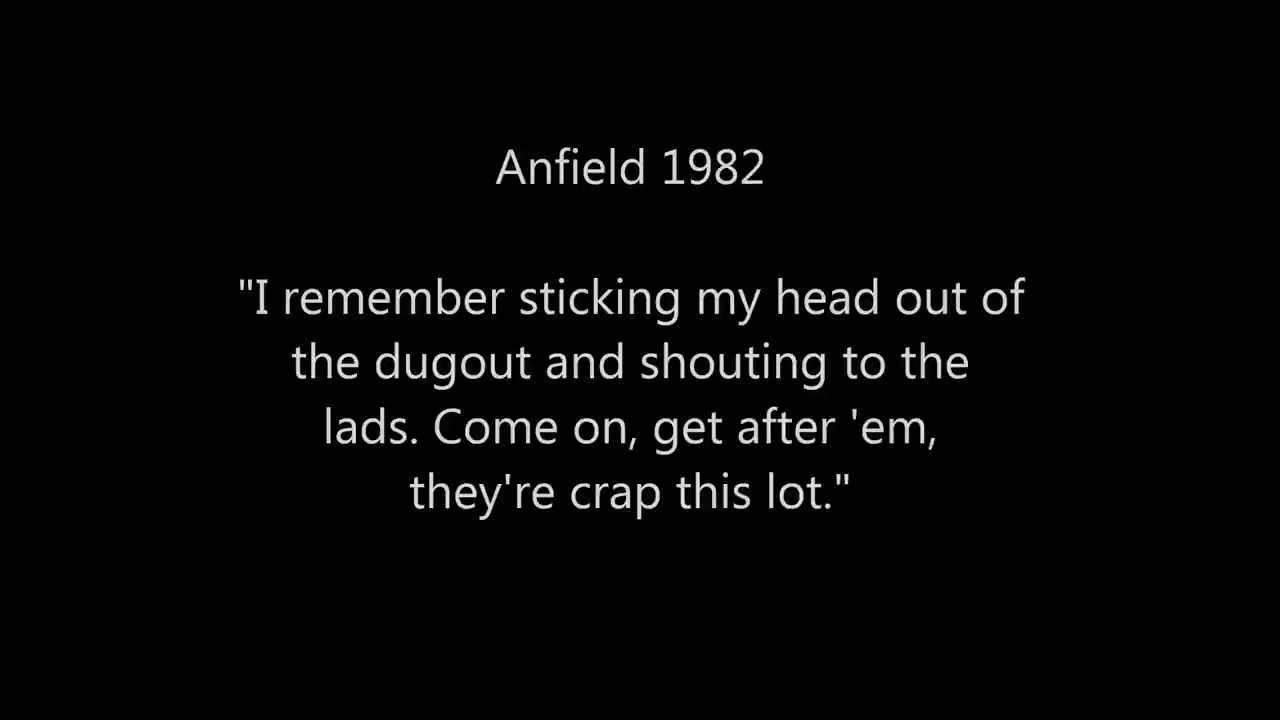 Anfield 1982
"I remember sticking my head out of
the dugout and shouting to the
lads. Come on, get after 'em,
they're crap this lot."